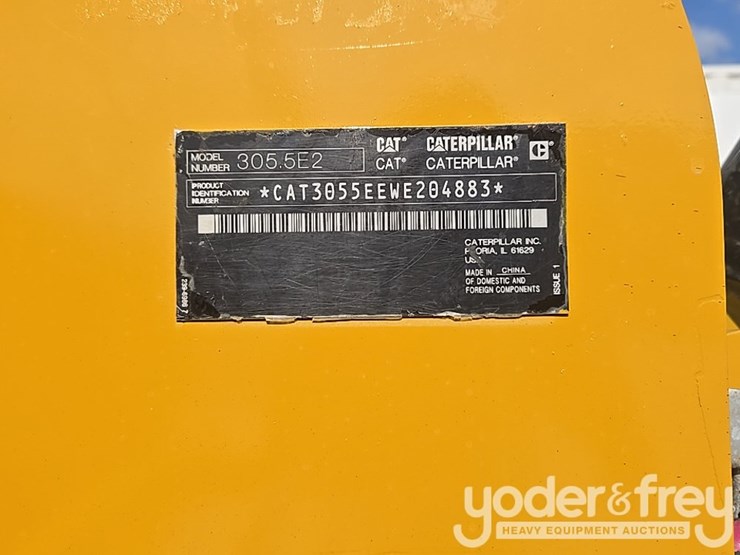 MODEL NUMBER 305.5E2
CAT® CATERPILLAR®
CAT® CATERPILLAR®
PRODUCT IDENTIFICATION NUMBER *CAT3055EEWE204883*
CATERPILLAR INC.
PEORIA, IL 61629
MADE IN CHINA
OF DOMESTIC AND
FOREIGN COMPONENTS
ISSUE 1
yoder&frey
HEAVY EQUIPMENT AUCTIONS